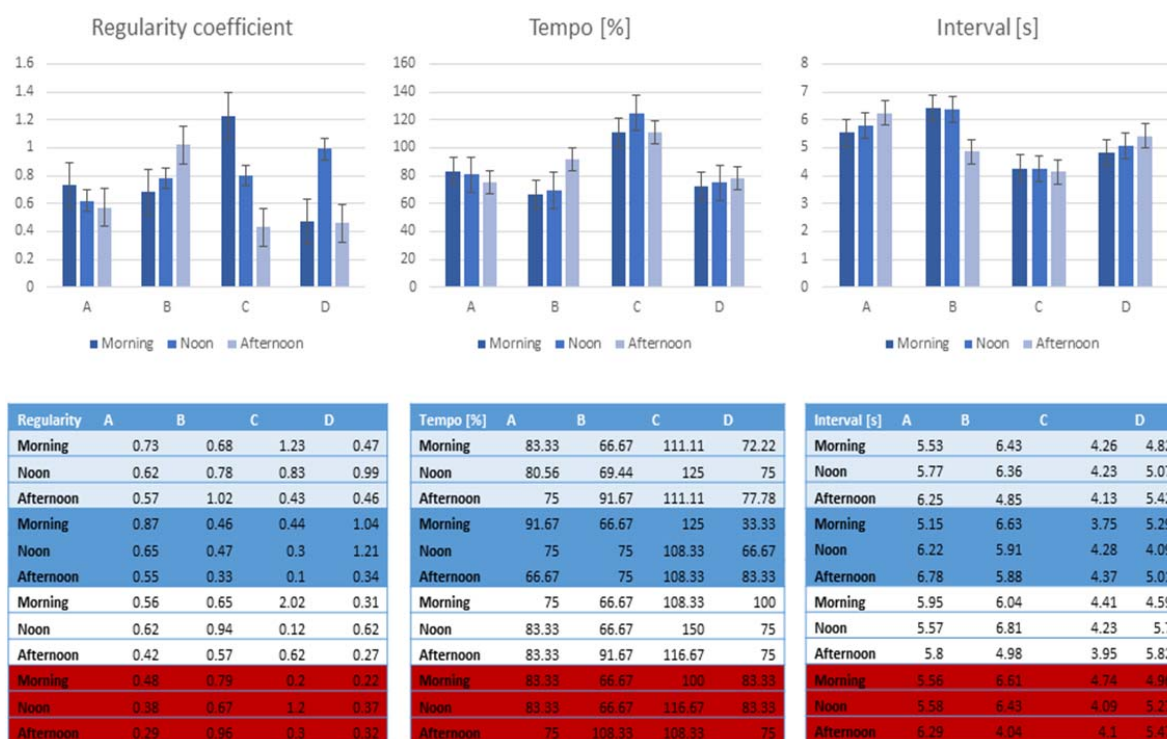 Regularity coefficient
1.6
1.4
1.2
1
0.8
0.6
0.4
0.2
0
A B C D
Morning Noon Afternoon
Tempo [%]
160
140
120
100
80
60
40
20
0
A B C D
Morning Noon Afternoon
Interval [s]
8
7
6
5
4
3
2
1
0
A B C D
Morning Noon Afternoon
Regularity A B C D
Morning 0.73 0.68 1.23 0.47
Noon 0.62 0.78 0.83 0.99
Afternoon 0.57 1.02 0.43 0.46
Morning 0.87 0.46 0.44 1.04
Noon 0.65 0.47 0.3 1.21
Afternoon 0.55 0.33 0.1 0.34
Morning 0.56 0.65 2.02 0.31
Noon 0.62 0.94 0.12 0.62
Afternoon 0.42 0.57 0.62 0.27
Morning 0.48 0.79 0.2 0.22
Noon 0.38 0.67 1.2 0.37
Afternoon 0.29 0.96 0.3 0.32
Tempo [%] A B C D
Morning 83.33 66.67 111.11 72.22
Noon 80.56 69.44 125 75
Afternoon 75 91.67 111.11 77.78
Morning 91.67 66.67 125 33.33
Noon 75 75 108.33 66.67
Afternoon 66.67 75 108.33 83.33
Morning 75 66.67 108.33 100
Noon 83.33 66.67 150 75
Afternoon 83.33 91.67 116.67 75
Morning 83.33 66.67 100 83.33
Noon 83.33 66.67 116.67 83.33
Afternoon 75 108.33 108.33 75
Interval [s] A B C D
Morning 5.53 6.43 4.26
Noon 5.77 6.36 4.23 5.07
Afternoon 6.25 4.85 4.13
Morning 5.15 6.63 3.75 5.29
Noon 6.22 5.91 4.28 4.09
Afternoon 6.78 5.88 4.37
Morning 5.95 6.04 4.41 4.59
Noon 5.57 6.81 4.23 5.7
Afternoon 5.8 4.98 3.95
Morning 5.56 6.61 4.74
Noon 5.58 6.43 4.09 5.27
Afternoon 6.29 4.04 4.1